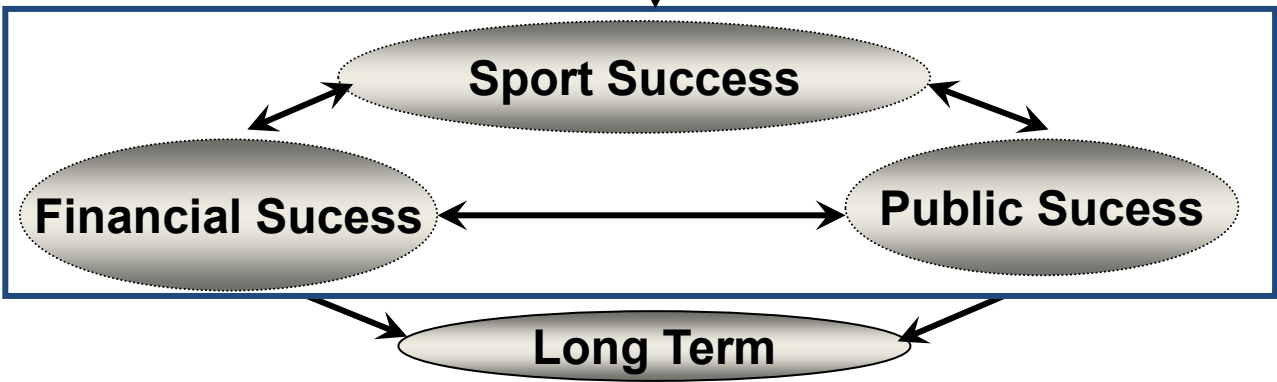 Sport Success
Financial Sucess
Public Sucess
Long Term